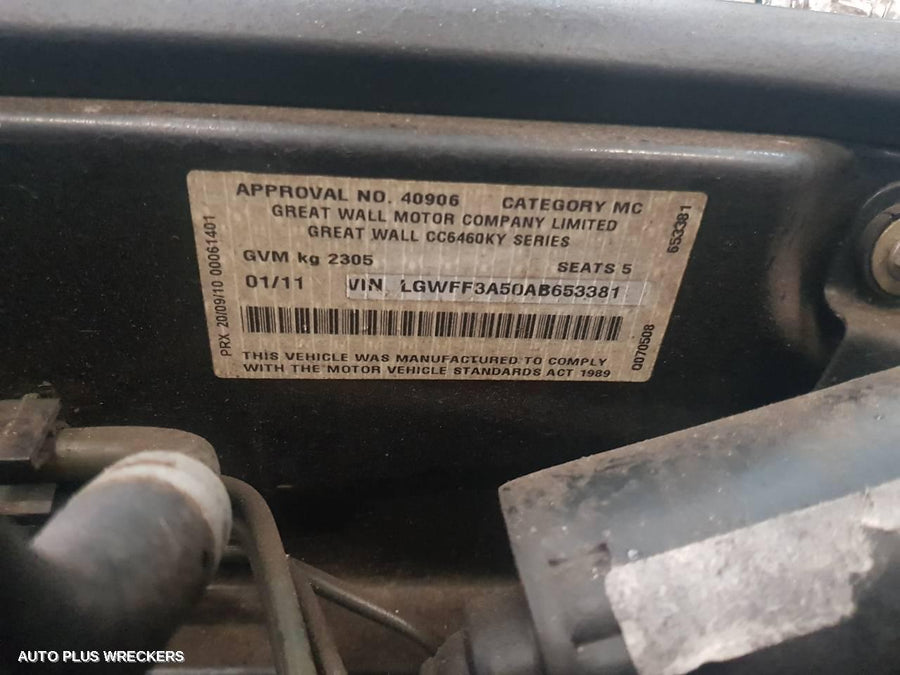 APPROVAL NO. 40906 CATEGORY MC
GREAT WALL MOTOR COMPANY LIMITED
GREAT WALL CC6460KY SERIES
GVM kg 2305 SEATS 5
01/11 VIN LGWFF3A50AB653381
THIS VEHICLE WAS MANUFACTURED TO COMPLY
WITH THE MOTOR VEHICLE STANDARDS ACT 1989
PRX 20/09/10 00061401
653381
Q070508
AUTO PLUS WRECKERS